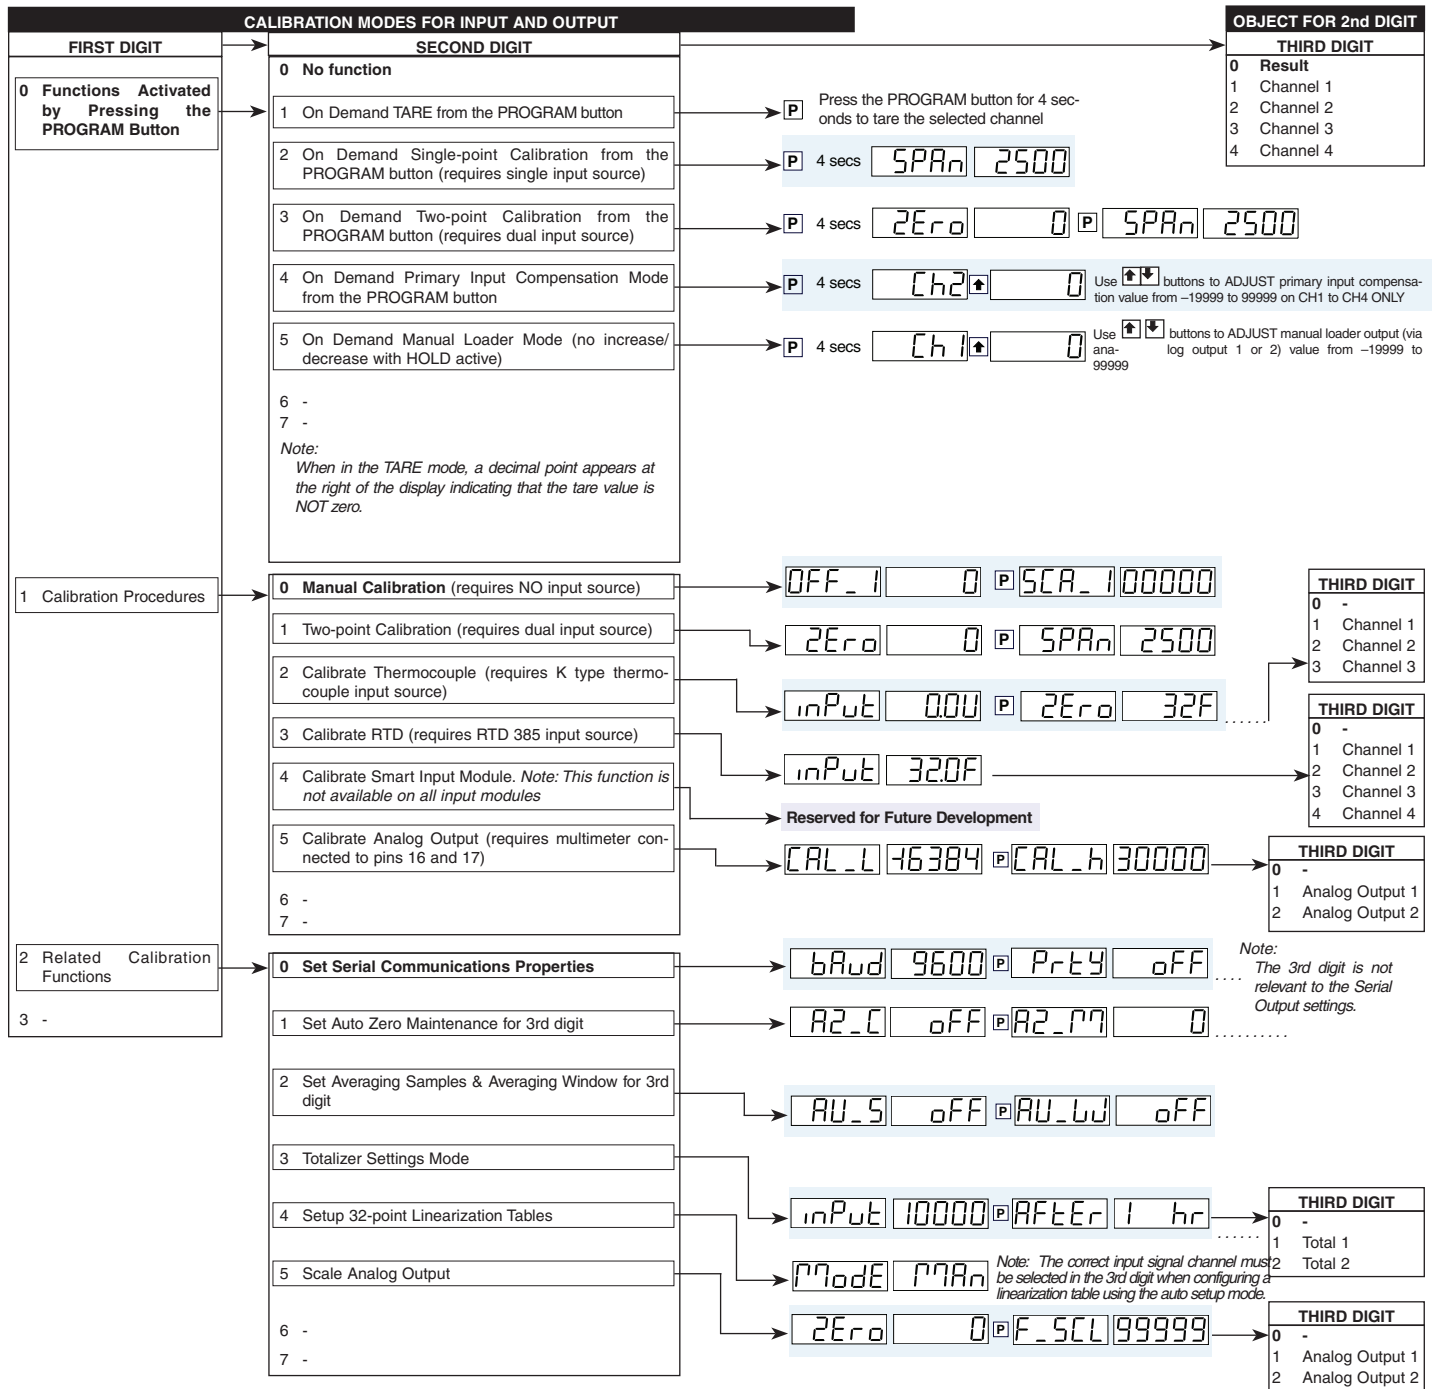 CALIBRATION MODES FOR INPUT AND OUTPUT
OBJECT FOR 2nd DIGIT
FIRST DIGIT
SECOND DIGIT
THIRD DIGIT
0 Result
1 Channel 1
2 Channel 2
3 Channel 3
4 Channel 4
0 Functions Activated
by Pressing the
PROGRAM Button
0 No function
1 On Demand TARE from the PROGRAM button
P Press the PROGRAM button for 4 sec-
onds to tare the selected channel
2 On Demand Single-point Calibration from the
PROGRAM button (requires single input source)
P 4 secs SPAn 2500
3 On Demand Two-point Calibration from the
PROGRAM button (requires dual input source)
P 4 secs ZEro 0 P SPAn 2500
4 On Demand Primary Input Compensation Mode
from the PROGRAM button
P 4 secs Ch2 0
Use buttons to ADJUST primary input compensa-
tion value from –19999 to 99999 on CH1 to CH4 ONLY
5 On Demand Manual Loader Mode (no increase/
decrease with HOLD active)
P 4 secs Ch1 0
Use buttons to ADJUST manual loader output (via
ana- log output 1 or 2) value from –19999 to
99999
6 -
7 -
Note:
When in the TARE mode, a decimal point appears at
the right of the display indicating that the tare value is
NOT zero.
1 Calibration Procedures
0 Manual Calibration (requires NO input source)
OFF_1 0 P SCA_1 00000
1 Two-point Calibration (requires dual input source)
ZEro 0 P SPAn 2500
2 Calibrate Thermocouple (requires K type thermo-
couple input source)
inPut 0.0U P ZEro 32F ......
THIRD DIGIT
0 -
1 Channel 1
2 Channel 2
3 Channel 3
3 Calibrate RTD (requires RTD 385 input source)
inPut 32.0F
THIRD DIGIT
0 -
1 Channel 1
2 Channel 2
3 Channel 3
4 Channel 4
4 Calibrate Smart Input Module. Note: This function is
not available on all input modules
Reserved for Future Development
5 Calibrate Analog Output (requires multimeter con-
nected to pins 16 and 17)
CAL_L -16384 P CAL_h 30000
THIRD DIGIT
0 -
1 Analog Output 1
2 Analog Output 2
6 -
7 -
2 Related Calibration
Functions
3 -
0 Set Serial Communications Properties
bAud 9600 P PrtY oFF ....
Note:
The 3rd digit is not
relevant to the Serial
Output settings.
1 Set Auto Zero Maintenance for 3rd digit
AZ_C oFF P AZ_M 0 ..........
2 Set Averaging Samples & Averaging Window for 3rd
digit
AU_S oFF P AU_W oFF
3 Totalizer Settings Mode
inPut 10000 P AFtEr 1 hr ......
THIRD DIGIT
0 -
1 Total 1
2 Total 2
4 Setup 32-point Linearization Tables
ModE MAn
Note: The correct input signal channel must
be selected in the 3rd digit when configuring a
linearization table using the auto setup mode.
5 Scale Analog Output
ZEro 0 P F_SCL 99999
THIRD DIGIT
0 -
1 Analog Output 1
2 Analog Output 2
6 -
7 -